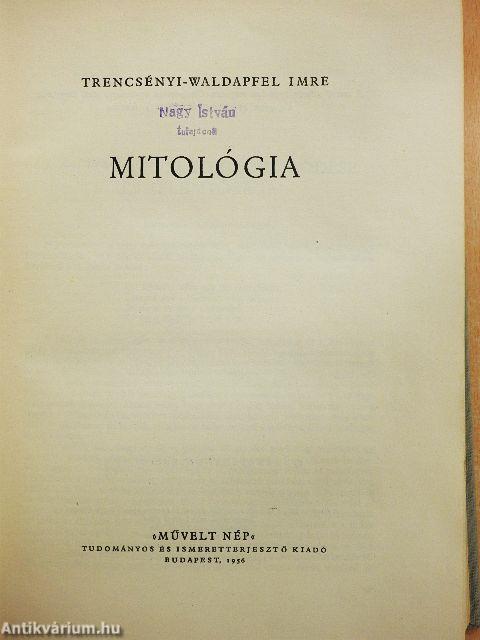 TRENCSÉNYI-WALDAPFEL IMRE
Nagy István
tulajdona
MITOLÓGIA
»MŰVELT NÉP«
TUDOMÁNYOS ÉS ISMERETTERJESZTŐ KIADÓ
BUDAPEST, 1956
Antikvárium.hu